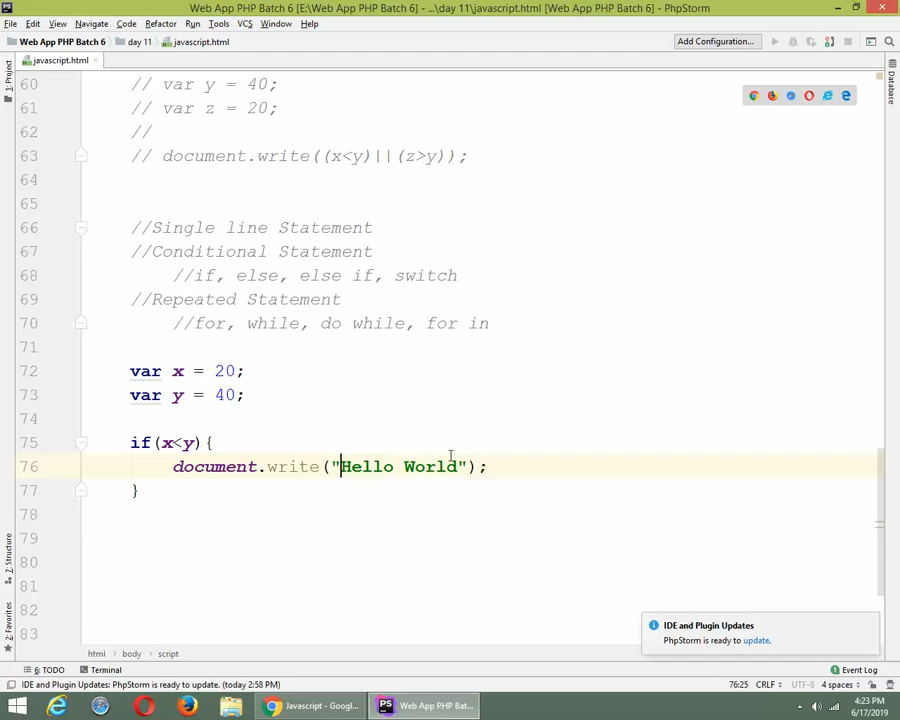 Web App PHP Batch 6 [E:\Web App PHP Batch 6] - ...\day 11\javascript.html [Web App PHP Batch 6] - PhpStorm
File Edit View Navigate Code Refactor Run Tools VCS Window Help
Web App PHP Batch 6 day 11 javascript.html Add Configuration...
javascript.html
1: Project
Database
60 // var y = 40;
61 // var z = 20;
62 //
63 // document.write((x<y)||(z>y));
64
65
66 //Single line Statement
67 //Conditional Statement
68 //if, else, else if, switch
69 //Repeated Statement
70 //for, while, do while, for in
71
72 var x = 20;
73 var y = 40;
74
75 if(x<y){
76 document.write("Hello World");
77 }
78
79
80
81
82
83
7: Structure
2: Favorites
IDE and Plugin Updates
PhpStorm is ready to update.
html body script
6: TODO Terminal Event Log
IDE and Plugin Updates: PhpStorm is ready to update. (today 2:58 PM) 76:25 CRLF UTF-8 4 spaces
Javascript - Googl... Web App PHP Bat... 4:23 PM
6/17/2019